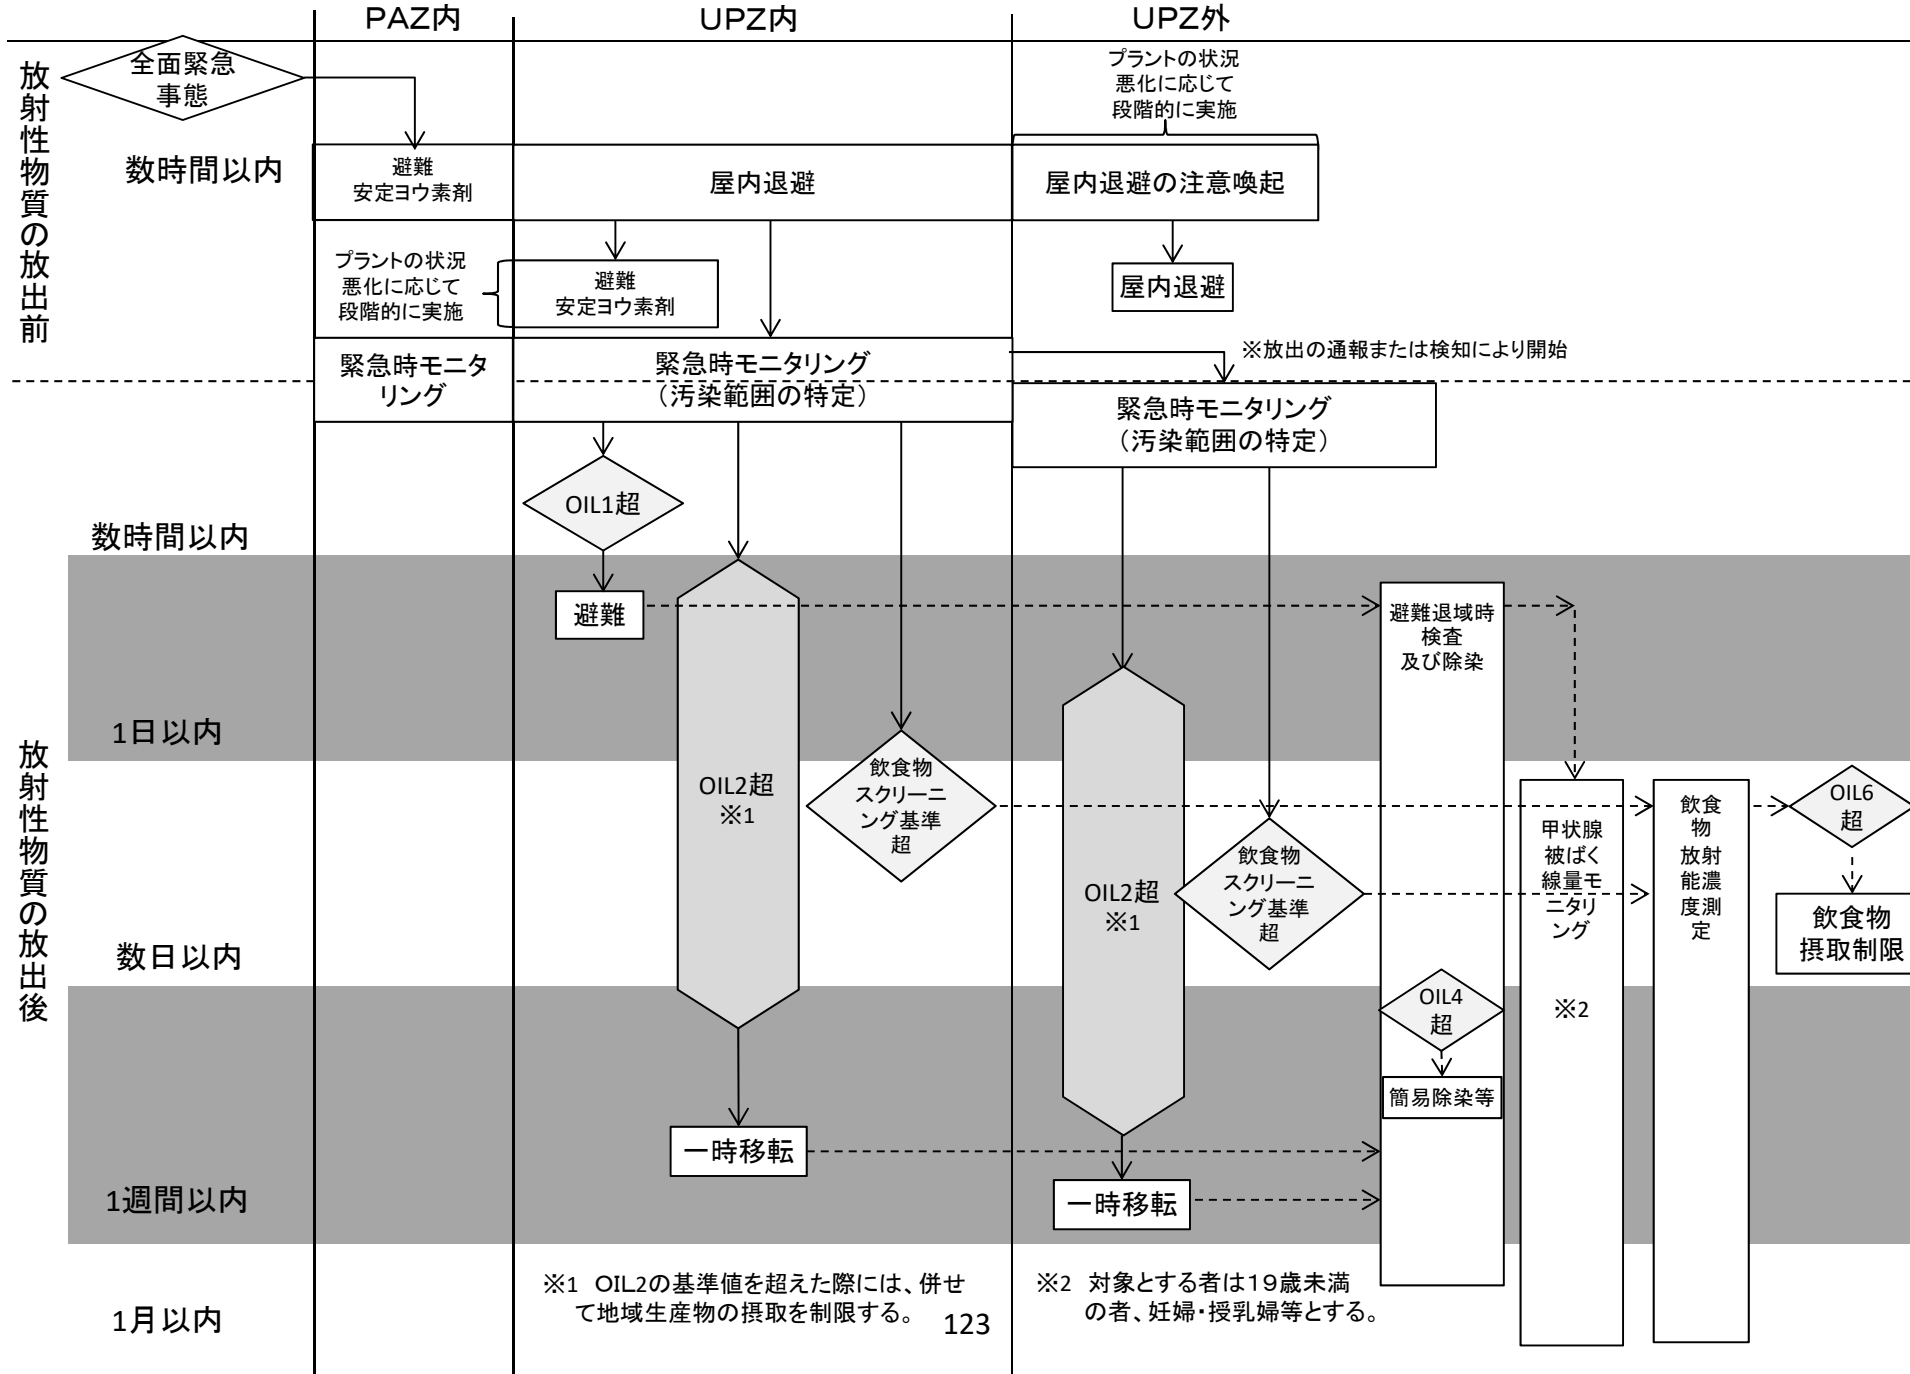 PAZ内
UPZ内
UPZ外
放射性物質の放出前
全面緊急
事態
プラントの状況
悪化に応じて
段階的に実施
数時間以内
避難
安定ヨウ素剤
屋内退避
屋内退避の注意喚起
プラントの状況
悪化に応じて
段階的に実施
避難
安定ヨウ素剤
屋内退避
緊急時モニタ
リング
緊急時モニタリング
（汚染範囲の特定）
※放出の通報または検知により開始
緊急時モニタリング
（汚染範囲の特定）
放射性物質の放出後
OIL1超
数時間以内
避難
避難退域時
検査
及び除染
1日以内
OIL2超
※1
飲食物
スクリーニ
ング基準
超
OIL2超
※1
飲食物
スクリーニ
ング基準
超
甲状腺
被ばく
線量モ
ニタリ
ング
※2
飲食
物
放射
能濃
度測
定
OIL6
超
飲食物
摂取制限
数日以内
OIL4
超
簡易除染等
一時移転
一時移転
1週間以内
※1 OIL2の基準値を超えた際には、併せ
て地域生産物の摂取を制限する。
※2 対象とする者は19歳未満
の者、妊婦・授乳婦等とする。
1月以内
123